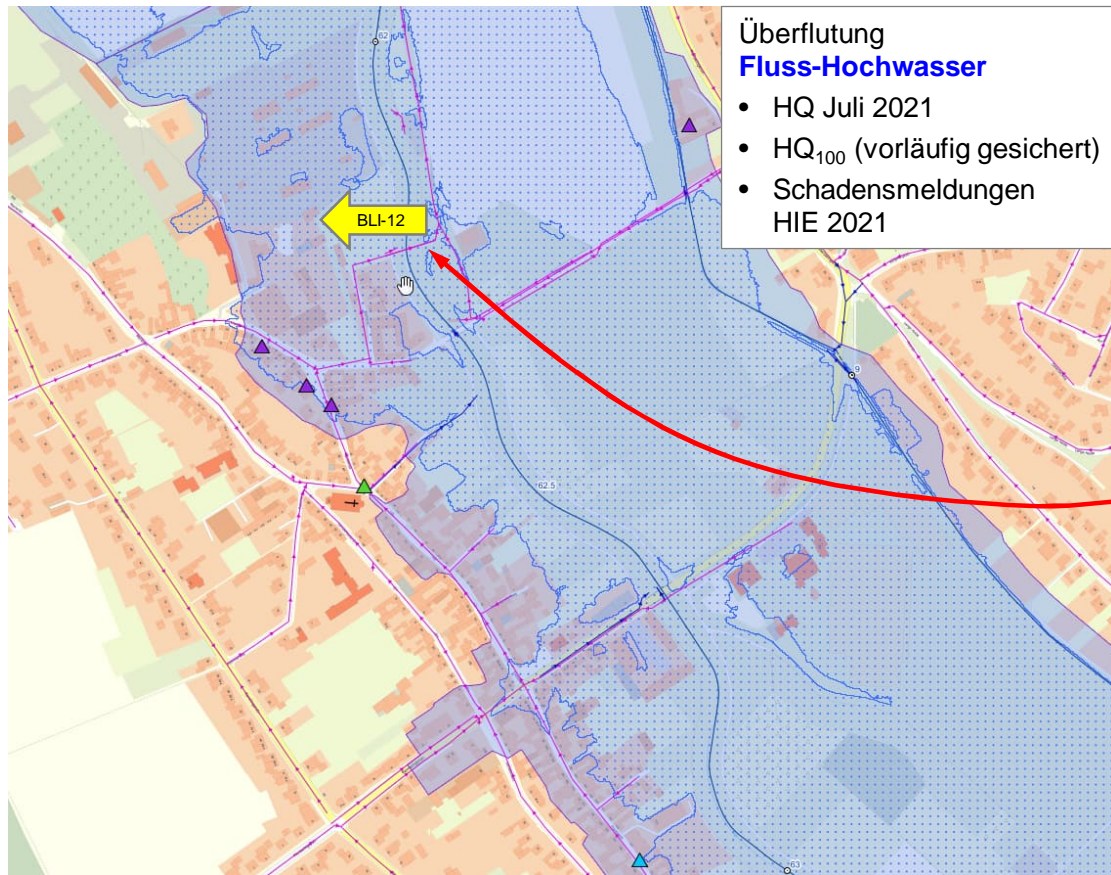 Überflutung
Fluss-Hochwasser
• HQ Juli 2021
• HQ₁₀₀ (vorläufig gesichert)
• Schadensmeldungen
HIE 2021
62
BLI-12
9
62.5
63